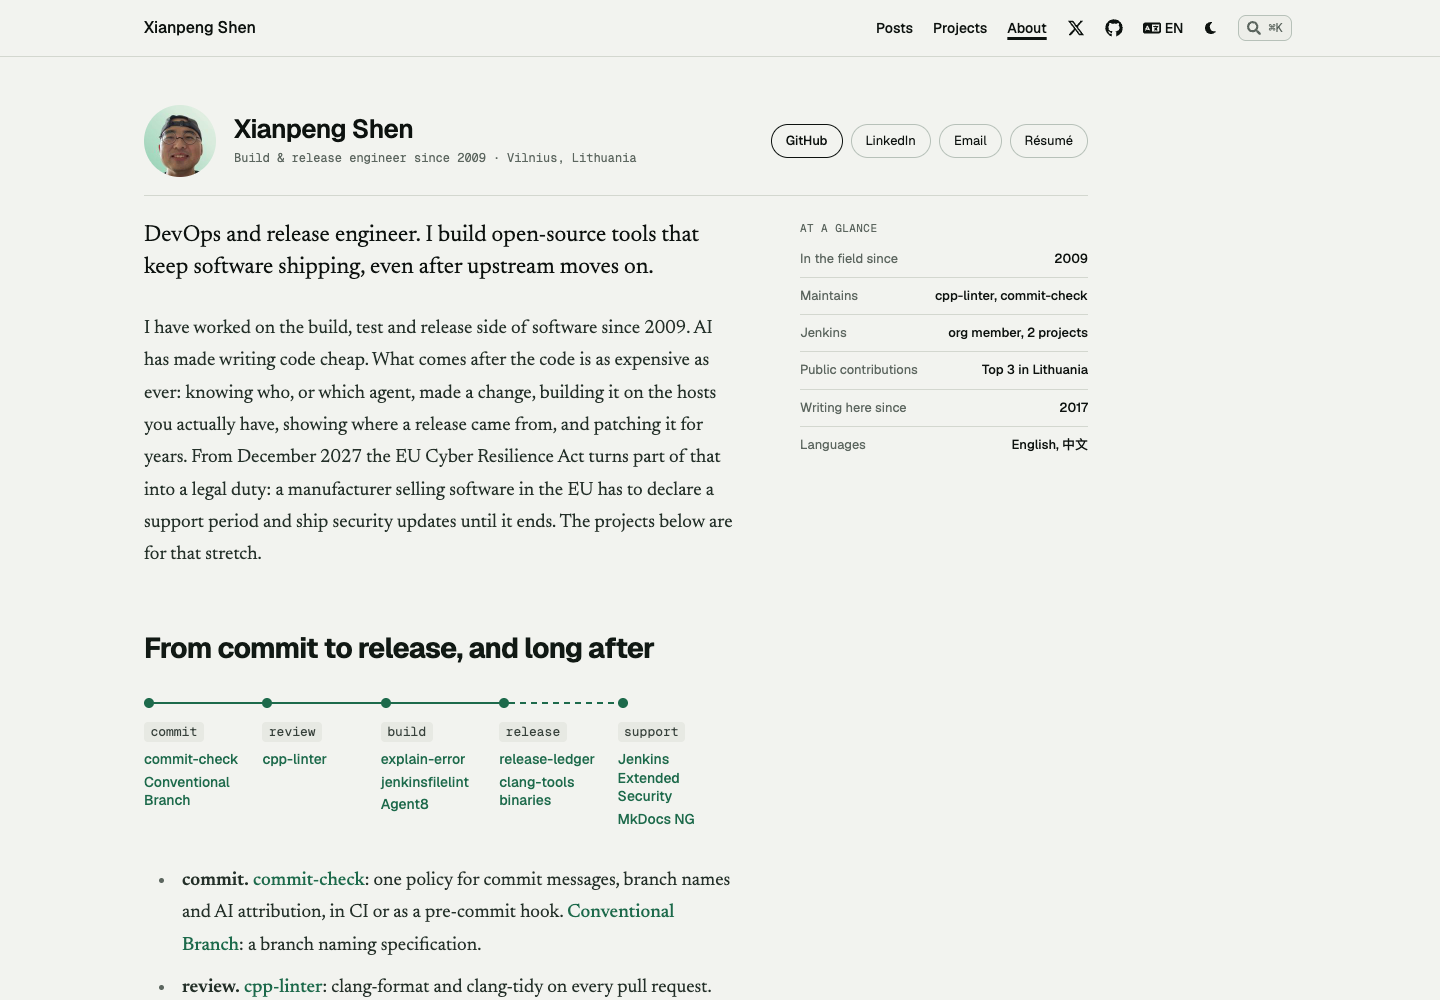 Xianpeng Shen
Posts
Projects
About
EN
⌘K
Xianpeng Shen
Build & release engineer since 2009 · Vilnius, Lithuania
GitHub
LinkedIn
Email
Résumé
DevOps and release engineer. I build open-source tools that
keep software shipping, even after upstream moves on.
I have worked on the build, test and release side of software since 2009. AI
has made writing code cheap. What comes after the code is as expensive as
ever: knowing who, or which agent, made a change, building it on the hosts
you actually have, showing where a release came from, and patching it for
years. From December 2027 the EU Cyber Resilience Act turns part of that
into a legal duty: a manufacturer selling software in the EU has to declare a
support period and ship security updates until it ends. The projects below are
for that stretch.
AT A GLANCE
In the field since 2009
Maintains cpp-linter, commit-check
Jenkins org member, 2 projects
Public contributions Top 3 in Lithuania
Writing here since 2017
Languages English, 中文
From commit to release, and long after
commit
commit-check
Conventional
Branch
review
cpp-linter
build
explain-error
jenkinsfilelint
Agent8
release
release-ledger
clang-tools
binaries
support
Jenkins
Extended
Security
MkDocs NG
commit. commit-check: one policy for commit messages, branch names
and AI attribution, in CI or as a pre-commit hook. Conventional
Branch: a branch naming specification.
review. cpp-linter: clang-format and clang-tidy on every pull request.